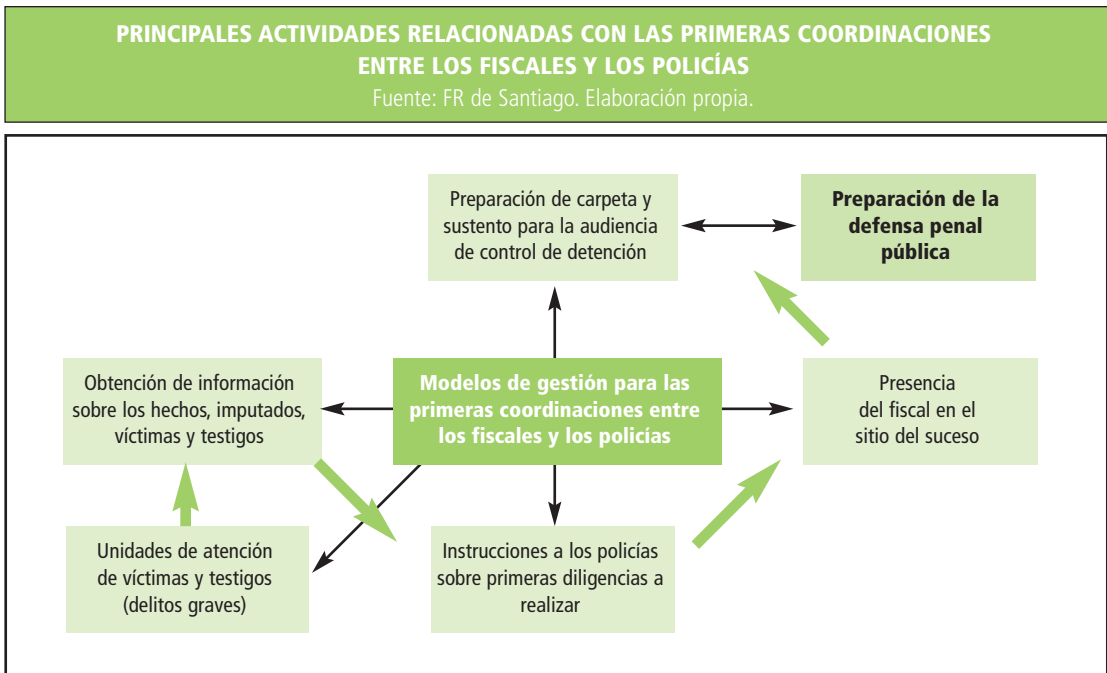 PRINCIPALES ACTIVIDADES RELACIONADAS CON LAS PRIMERAS COORDINACIONES
ENTRE LOS FISCALES Y LOS POLICÍAS
Fuente: FR de Santiago. Elaboración propia.
Preparación de carpeta y
sustento para la audiencia
de control de detención
Preparación de la
defensa penal
pública
Obtención de información
sobre los hechos, imputados,
víctimas y testigos
Modelos de gestión para las
primeras coordinaciones entre
los fiscales y los policías
Presencia
del fiscal en el
sitio del suceso
Unidades de atención
de víctimas y testigos
(delitos graves)
Instrucciones a los policías
sobre primeras diligencias a
realizar